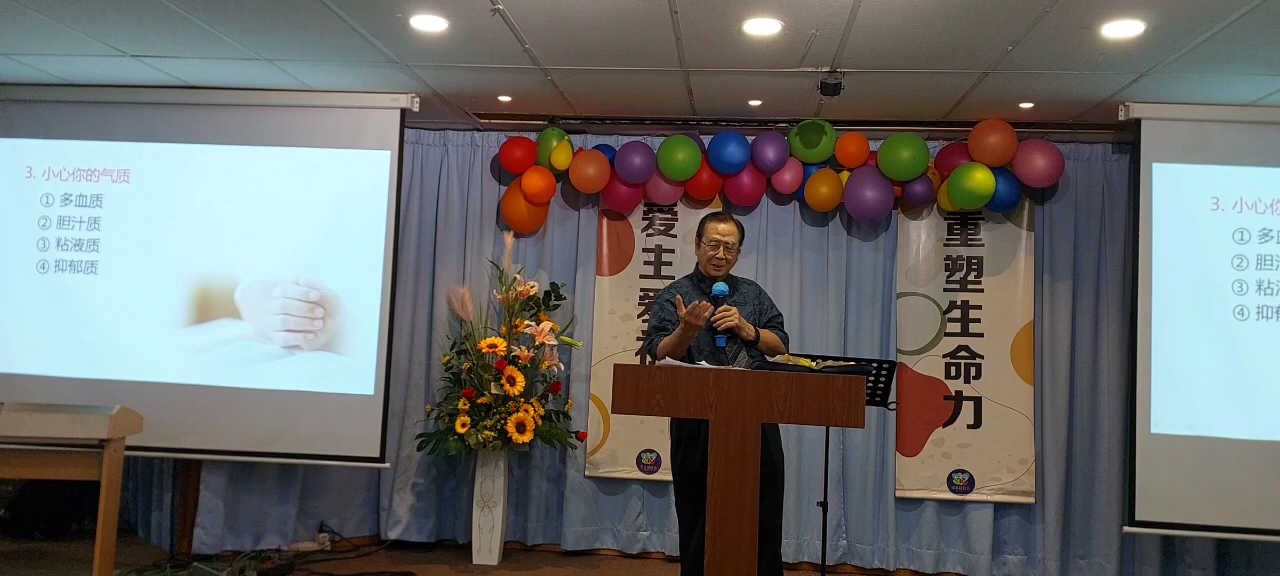 3. 小心你的气质
① 多血质
② 胆汁质
③ 粘液质
④ 抑郁质
爱主爱
重塑生命力
3. 小心
① 多
② 胆
③ 粘
④ 抑